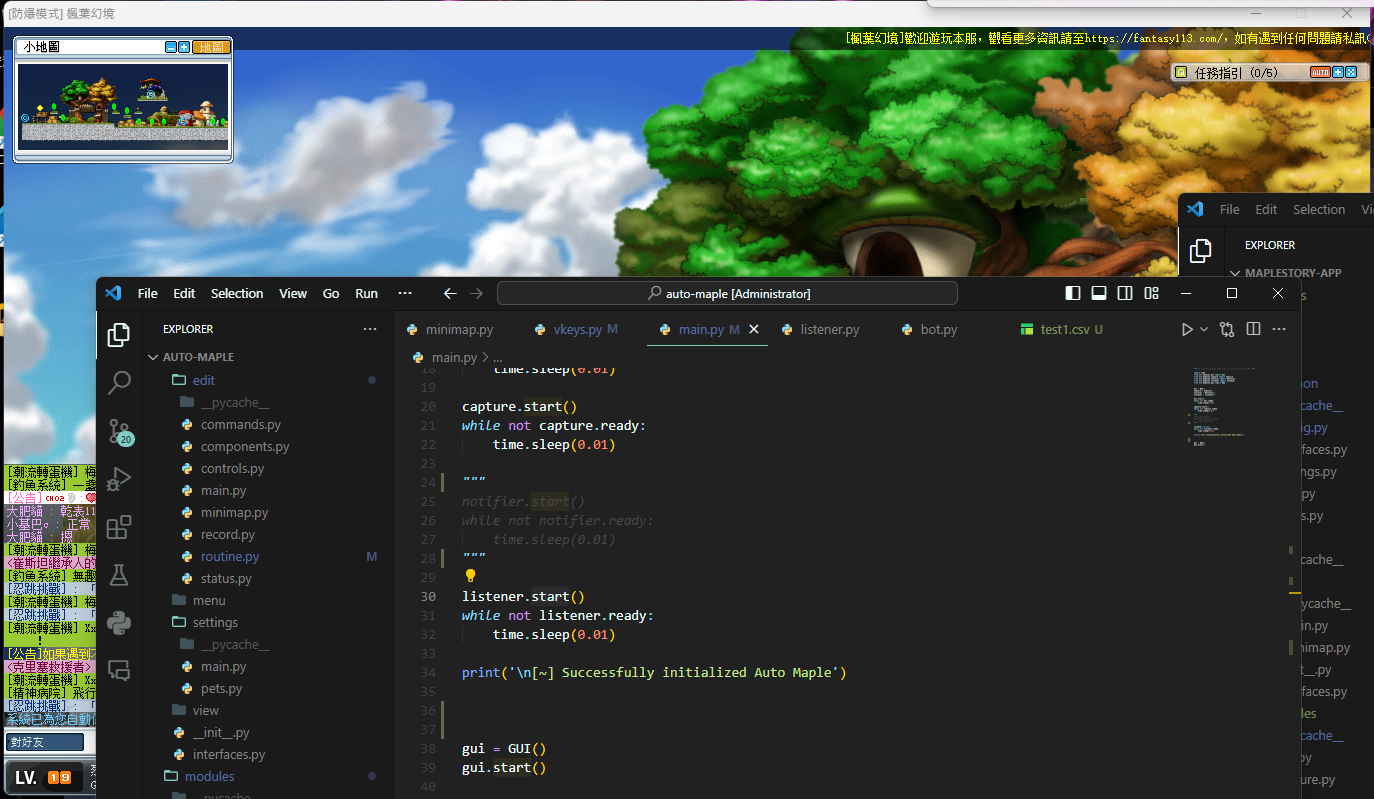 [防爆模式] 楓葉幻境
小地圖
地圖
[楓葉幻境]歡迎遊玩本服，觀看更多資訊請至https://fantasy113.com/，如有遇到任何問題請私訊
任務指引 (0/5)
AUTO
File Edit Selection
EXPLORER
MAPLESTORY-APP
File Edit Selection View Go Run ···
auto-maple [Administrator]
EXPLORER
AUTO-MAPLE
edit
__pycache__
commands.py
components.py
controls.py
main.py
minimap.py
record.py
routine.py M
status.py
menu
settings
__pycache__
main.py
pets.py
view
__init__.py
interfaces.py
modules
__pycache__
20
minimap.py
vkeys.py M
main.py M
listener.py
bot.py
test1.csv U
main.py > ...
18 time.sleep(0.01)
19
20 capture.start()
21 while not capture.ready:
22 time.sleep(0.01)
23
24 """
25 notifier.start()
26 while not notifier.ready:
27 time.sleep(0.01)
28 """
29
30 listener.start()
31 while not listener.ready:
32 time.sleep(0.01)
33
34 print('\n[~] Successfully initialized Auto Maple')
35
36
37
38 gui = GUI()
39 gui.start()
40
[潮流轉蛋機] 梅
[釣魚系統] 一盞
[公告]
大肥貓 : 乾表11
小基巴 : 正常
大肥貓 : 摁
[潮流轉蛋機] 梅
<崔斯坦繼承人的
[釣魚系統] 無趣
[忍跳挑戰] : 「
[潮流轉蛋機] 梅
[忍跳挑戰] : 「
[潮流轉蛋機] Xx
!
[公告]如果遇到
<克里塞救援者>
[潮流轉蛋機] Xx
[精神病院] 飛行
[忍跳挑戰] : 「
系統已為您自動
對好友
LV. 19